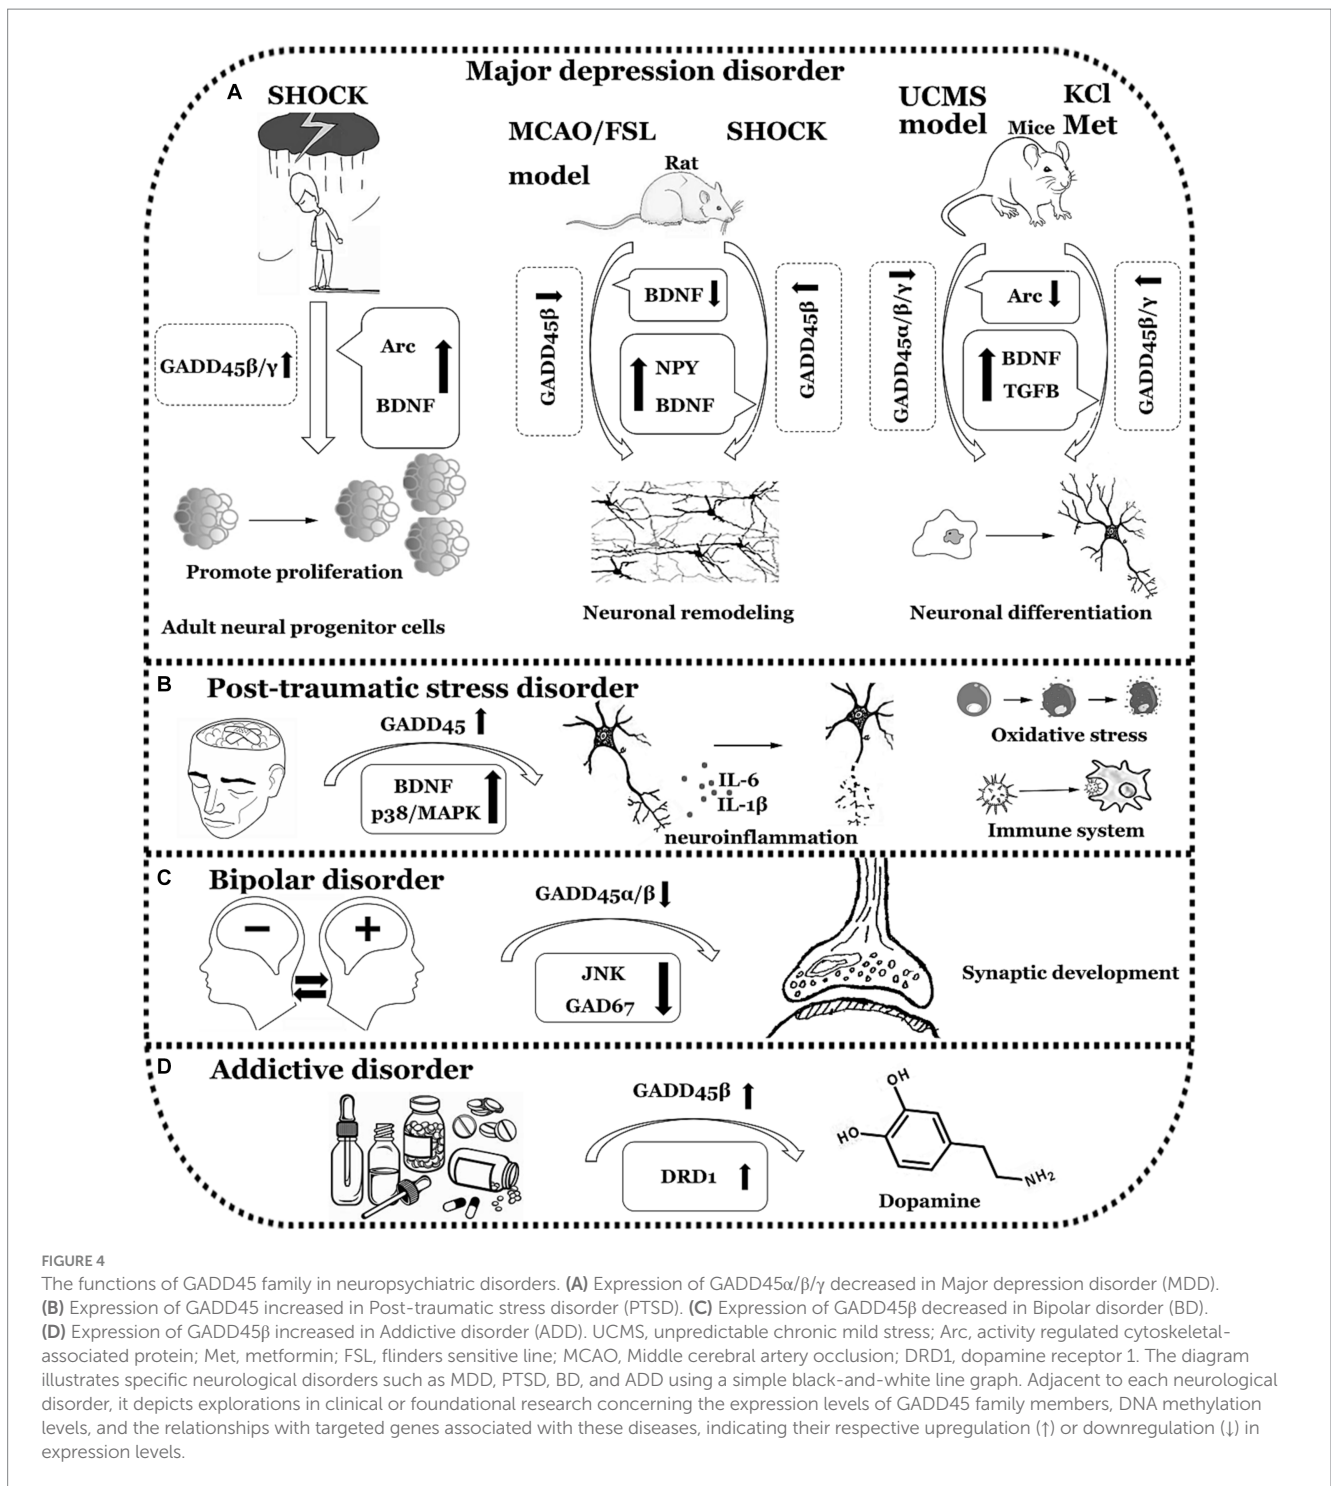 Major depression disorder
A
SHOCK
MCAO/FSL
model
SHOCK
Rat
UCMS
model
KCl
Met
Mice
GADD45β/γ
Arc
BDNF
GADD45β
BDNF
NPY
BDNF
GADD45β
GADD45α/β/γ
Arc
BDNF
TGFB
GADD45β/γ
Promote proliferation
Adult neural progenitor cells
Neuronal remodeling
Neuronal differentiation
B
Post-traumatic stress disorder
GADD45
BDNF
p38/MAPK
IL-6
IL-1β
neuroinflammation
Oxidative stress
Immune system
C
Bipolar disorder
−
+
GADD45α/β
JNK
GAD67
Synaptic development
D
Addictive disorder
GADD45β
DRD1
OH
HO
NH₂
Dopamine
FIGURE 4
The functions of GADD45 family in neuropsychiatric disorders. (A) Expression of GADD45α/β/γ decreased in Major depression disorder (MDD).
(B) Expression of GADD45 increased in Post-traumatic stress disorder (PTSD). (C) Expression of GADD45β decreased in Bipolar disorder (BD).
(D) Expression of GADD45β increased in Addictive disorder (ADD). UCMS, unpredictable chronic mild stress; Arc, activity regulated cytoskeletal-
associated protein; Met, metformin; FSL, flinders sensitive line; MCAO, Middle cerebral artery occlusion; DRD1, dopamine receptor 1. The diagram
illustrates specific neurological disorders such as MDD, PTSD, BD, and ADD using a simple black-and-white line graph. Adjacent to each neurological
disorder, it depicts explorations in clinical or foundational research concerning the expression levels of GADD45 family members, DNA methylation
levels, and the relationships with targeted genes associated with these diseases, indicating their respective upregulation (↑) or downregulation (↓) in
expression levels.